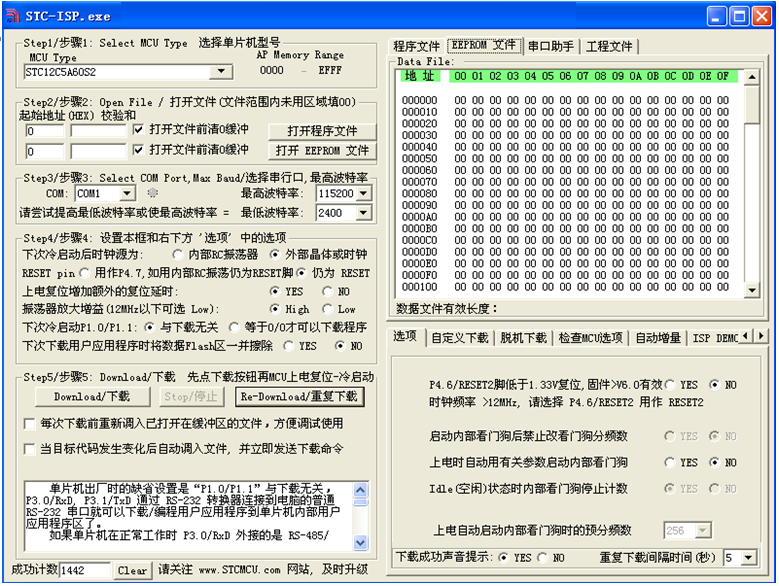 STC-ISP.exe
Step1/步骤1: Select MCU Type 选择单片机型号
MCU Type
AP Memory Range
STC12C5A60S2
0000 - EFFF
Step2/步骤2: Open File / 打开文件(文件范围内未用区域填00)
起始地址(HEX) 校验和
0
打开文件前清0缓冲
打开程序文件
0
打开文件前清0缓冲
打开 EEPROM 文件
Step3/步骤3: Select COM Port,Max Baud/选择串行口,最高波特率
COM: COM1
最高波特率: 115200
请尝试提高最低波特率或使最高波特率 = 最低波特率: 2400
Step4/步骤4: 设置本框和右下方 '选项' 中的选项
下次冷启动后时钟源为: 内部RC振荡器 外部晶体或时钟
RESET pin 用作P4.7,如用内部RC振荡仍为RESET脚 仍为 RESET
上电复位增加额外的复位延时: YES NO
振荡器放大增益(12MHz以下可选 Low): High Low
下次冷启动P1.0/P1.1: 与下载无关 等于0/0才可以下载程序
下次下载用户应用程序时将数据Flash区一并擦除 YES NO
Step5/步骤5: Download/下载 先点下载按钮再MCU上电复位-冷启动
Download/下载
Stop/停止
Re-Download/重复下载
每次下载前重新调入已打开在缓冲区的文件,方便调试使用
当目标代码发生变化后自动调入文件, 并立即发送下载命令
单片机出厂时的缺省设置是"P1.0/P1.1"与下载无关,
P3.0/RxD, P3.1/TxD 通过 RS-232 转换器连接到电脑的普通
RS-232 串口就可以下载/编程用户应用程序到单片机内部用户
应用程序区了。
如果单片机在正常工作时 P3.0/RxD 外接的是 RS-485/
成功计数 1442
Clear
请关注 www.STCMCU.com 网站, 及时升级
程序文件 EEPROM 文件 串口助手 工程文件
Data File:
地 址 00 01 02 03 04 05 06 07 08 09 0A 0B 0C 0D 0E 0F
000000 00 00 00 00 00 00 00 00 00 00 00 00 00 00 00 00
000010 00 00 00 00 00 00 00 00 00 00 00 00 00 00 00 00
000020 00 00 00 00 00 00 00 00 00 00 00 00 00 00 00 00
000030 00 00 00 00 00 00 00 00 00 00 00 00 00 00 00 00
000040 00 00 00 00 00 00 00 00 00 00 00 00 00 00 00 00
000050 00 00 00 00 00 00 00 00 00 00 00 00 00 00 00 00
000060 00 00 00 00 00 00 00 00 00 00 00 00 00 00 00 00
000070 00 00 00 00 00 00 00 00 00 00 00 00 00 00 00 00
000080 00 00 00 00 00 00 00 00 00 00 00 00 00 00 00 00
000090 00 00 00 00 00 00 00 00 00 00 00 00 00 00 00 00
0000A0 00 00 00 00 00 00 00 00 00 00 00 00 00 00 00 00
0000B0 00 00 00 00 00 00 00 00 00 00 00 00 00 00 00 00
0000C0 00 00 00 00 00 00 00 00 00 00 00 00 00 00 00 00
0000D0 00 00 00 00 00 00 00 00 00 00 00 00 00 00 00 00
0000E0 00 00 00 00 00 00 00 00 00 00 00 00 00 00 00 00
0000F0 00 00 00 00 00 00 00 00 00 00 00 00 00 00 00 00
000100 00 00 00 00 00 00 00 00 00 00 00 00 00 00 00 00
数据文件有效长度:
选项 自定义下载 脱机下载 检查MCU选项 自动增量 ISP DEMO
P4.6/RESET2脚低于1.33V复位,固件>V6.0有效 YES NO
时钟频率 >12MHz, 请选择 P4.6/RESET2 用作 RESET2
启动内部看门狗后禁止改看门狗分频数 YES NO
上电时自动用有关参数启动内部看门狗 YES NO
Idle(空闲)状态时内部看门狗停止计数 YES NO
上电自动启动内部看门狗时的预分频数 256
下载成功声音提示: YES NO 重复下载间隔时间(秒) 5